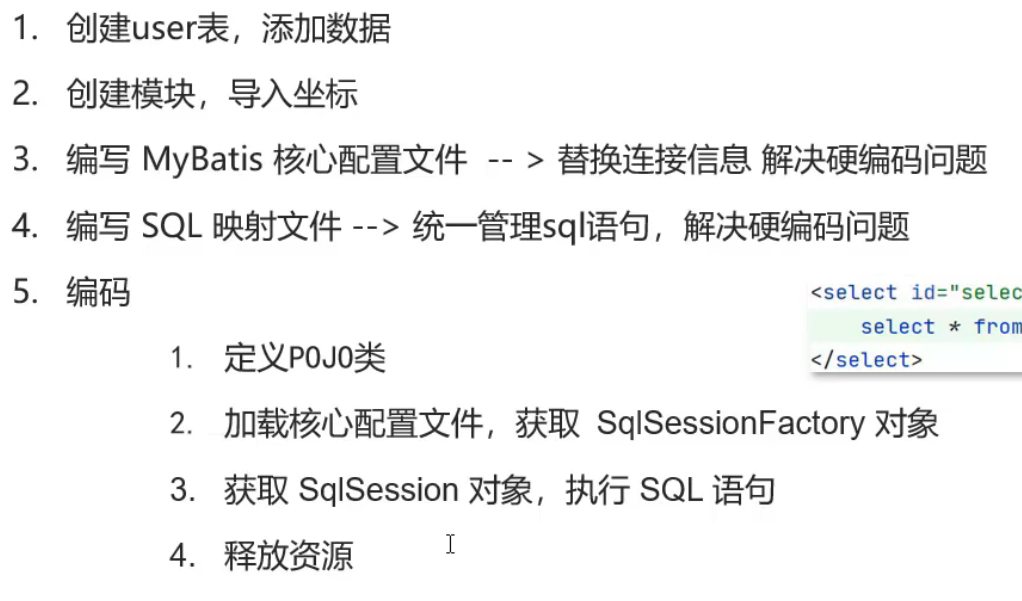 1. 创建user表，添加数据
2. 创建模块，导入坐标
3. 编写 MyBatis 核心配置文件 -- > 替换连接信息 解决硬编码问题
4. 编写 SQL 映射文件 --> 统一管理sql语句，解决硬编码问题
5. 编码
<select id="selec
select * from
</select>
1. 定义POJO类
2. 加载核心配置文件，获取 SqlSessionFactory 对象
3. 获取 SqlSession 对象，执行 SQL 语句
4. 释放资源